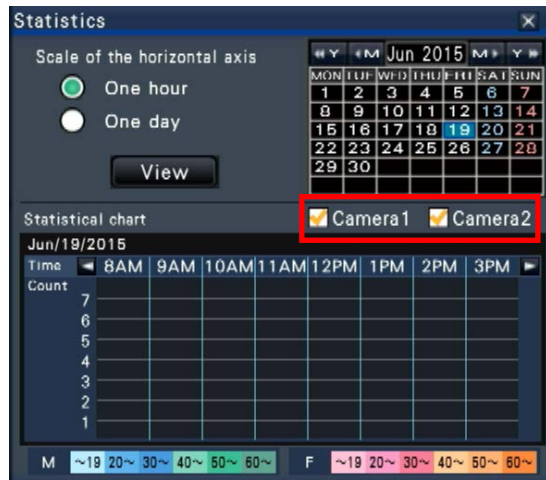 Statistics
Scale of the horizontal axis
One hour
One day
View
Y M Jun 2015 M Y
MON TUE WED THU FRI SAT SUN
1 2 3 4 5 6 7
8 9 10 11 12 13 14
15 16 17 18 19 20 21
22 23 24 25 26 27 28
29 30
Statistical chart Camera1 Camera2
Jun/19/2015
Time 8AM 9AM 10AM 11AM 12PM 1PM 2PM 3PM
Count
7
6
5
4
3
2
1
M ~19 20~ 30~ 40~ 50~ 60~ F ~19 20~ 30~ 40~ 50~ 60~